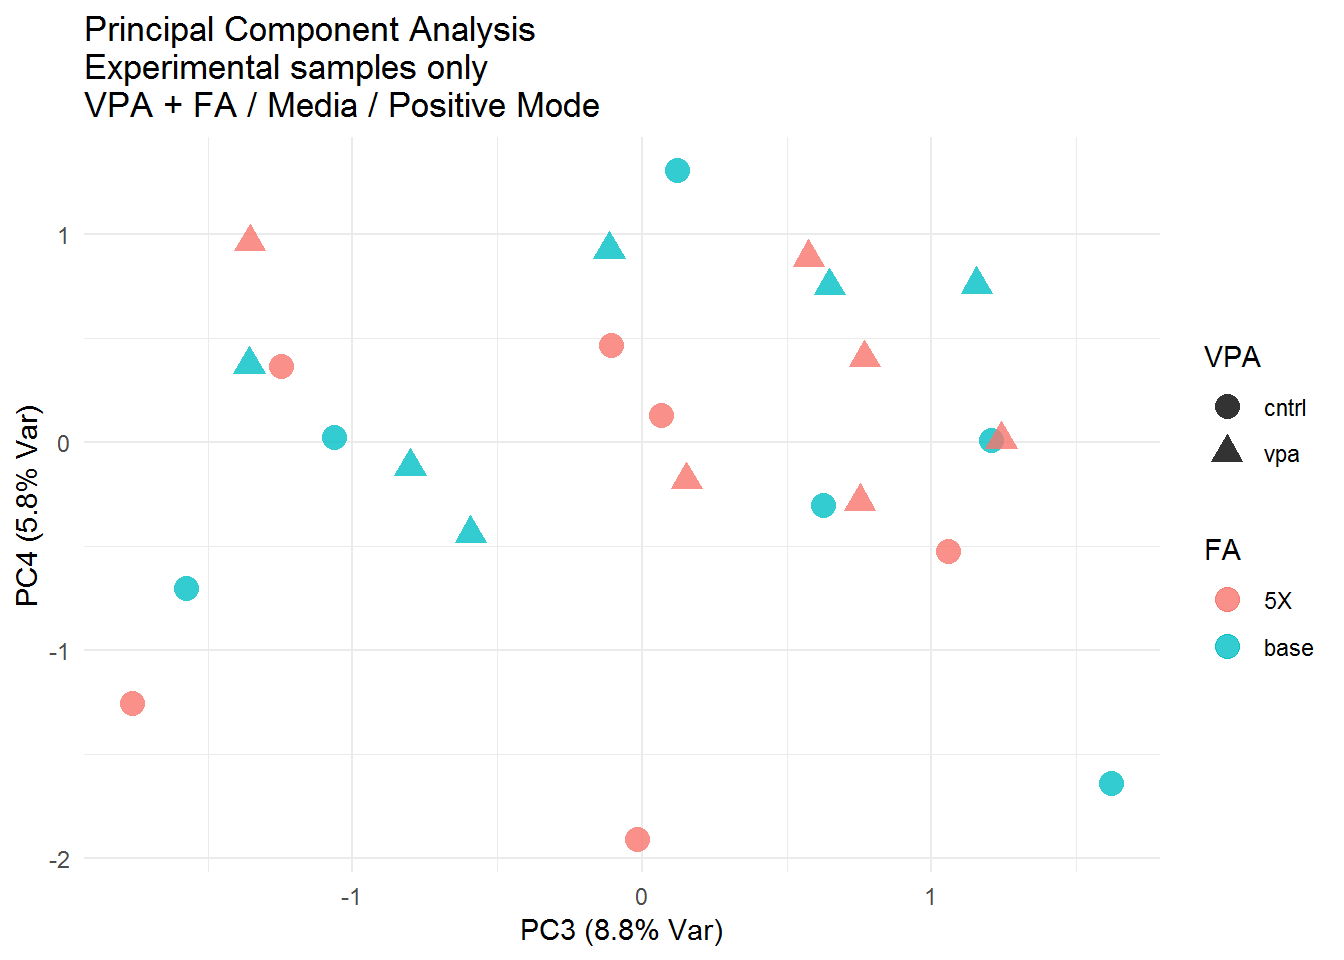 Principal Component Analysis
Experimental samples only
VPA + FA / Media / Positive Mode
1
0
-1
-2
PC4 (5.8% Var)
-1
0
1
PC3 (8.8% Var)
VPA
cntrl
vpa
FA
5X
base